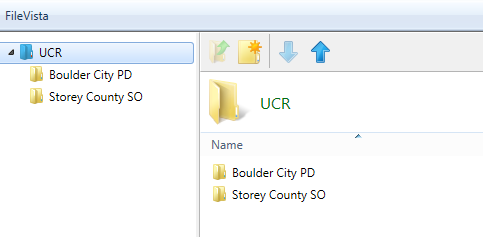 FileVista
UCR
Boulder City PD
Storey County SO
UCR
Name
Boulder City PD
Storey County SO